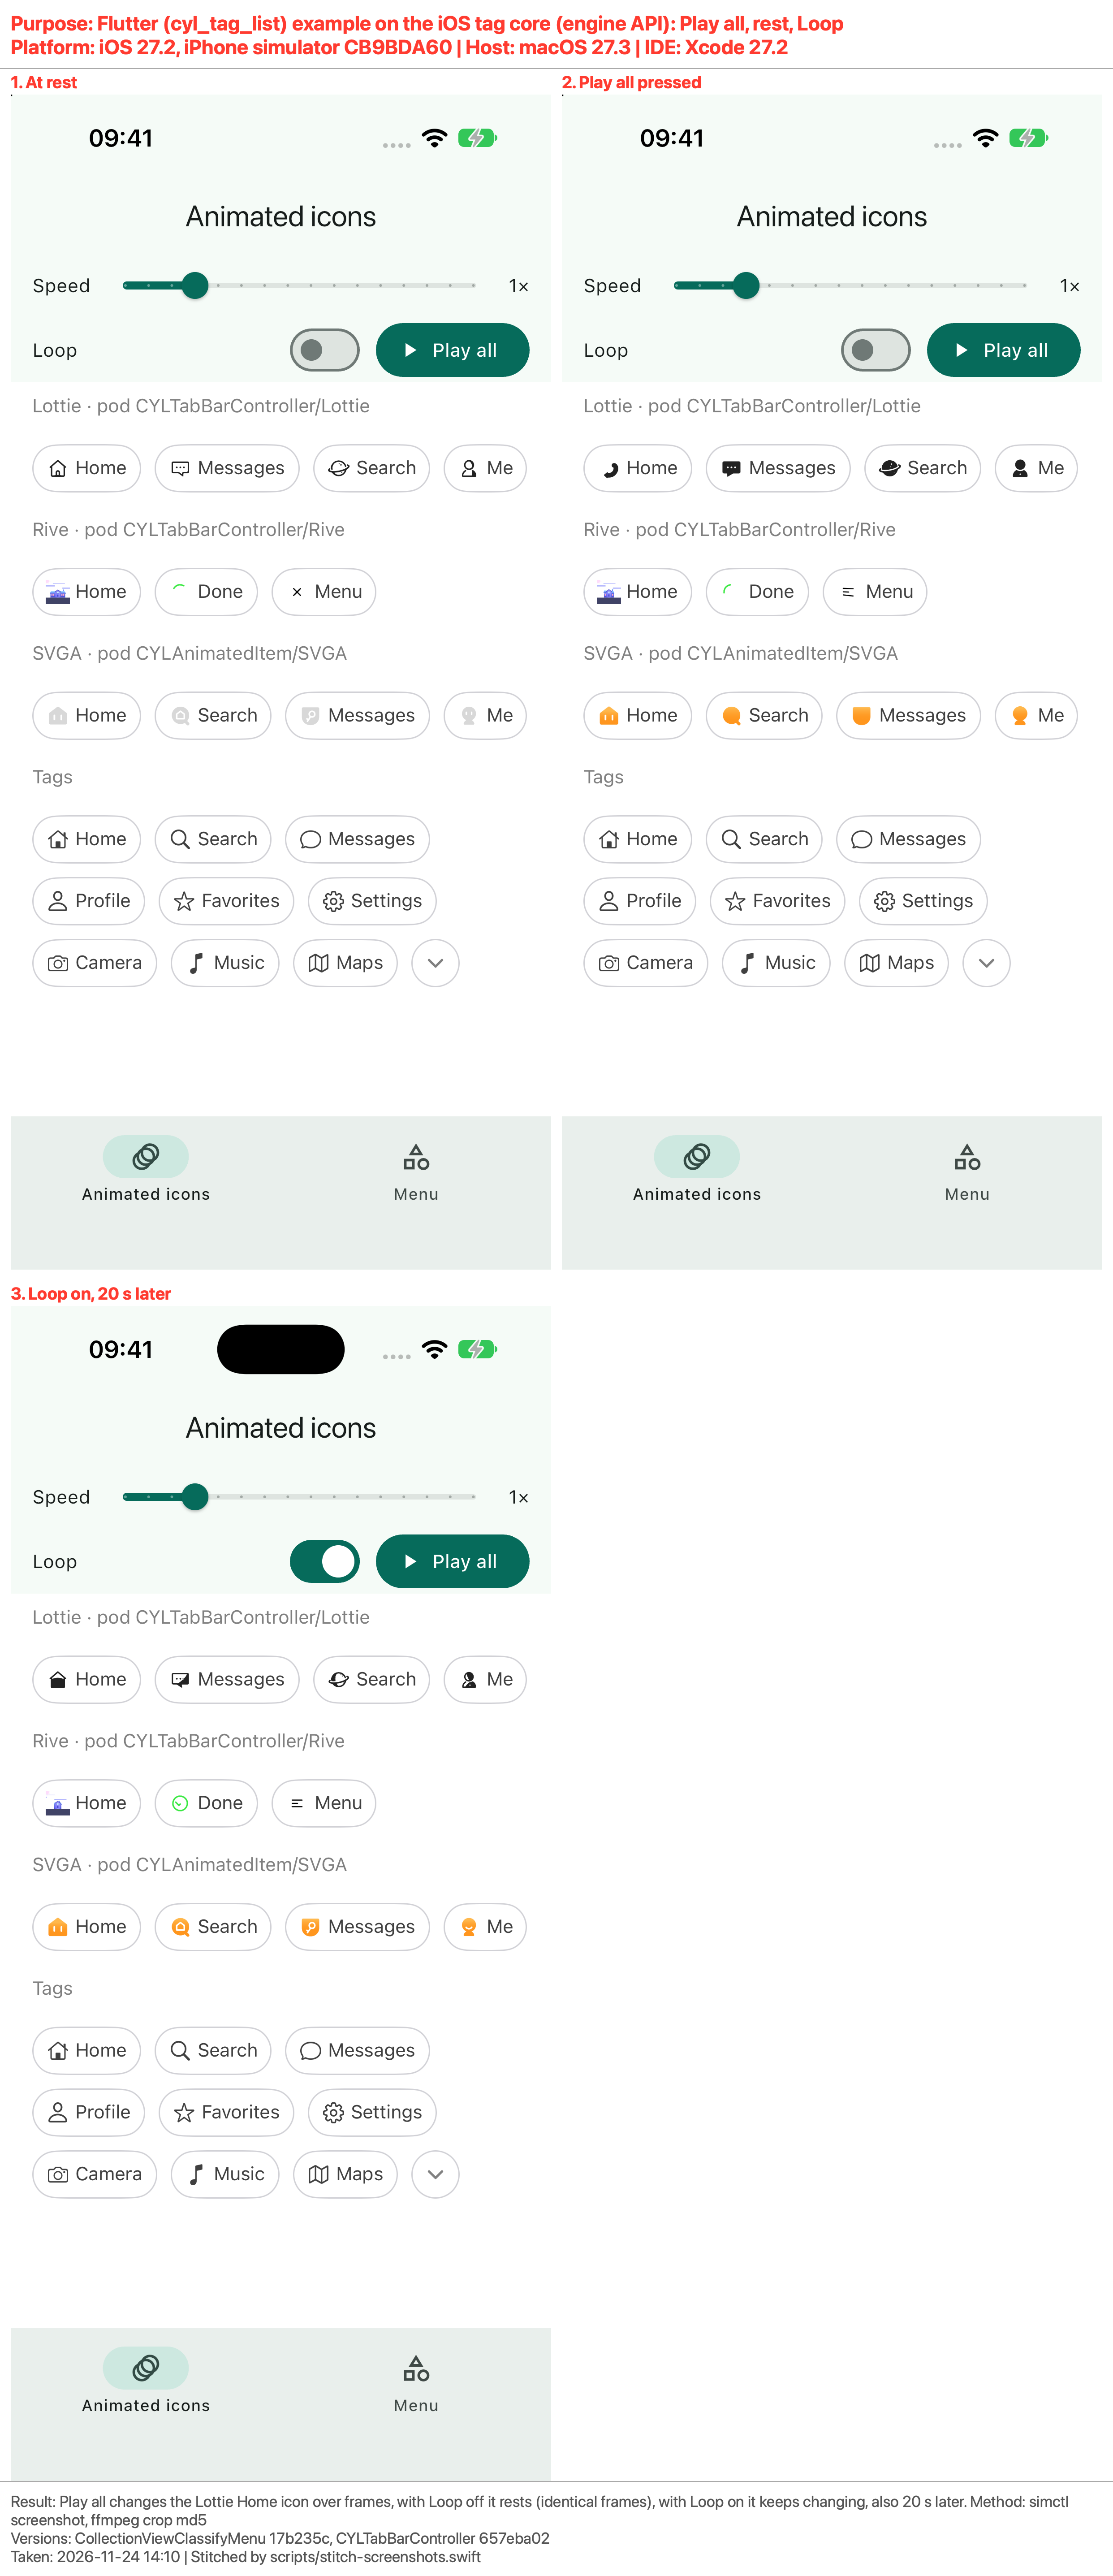 Purpose: Flutter (cyl_tag_list) example on the iOS tag core (engine API): Play all, rest, Loop
Platform: iOS 27.2, iPhone simulator CB9BDA60 | Host: macOS 27.3 | IDE: Xcode 27.2
1. At rest
09:41
Animated icons
Speed 1×
Loop Play all
Lottie · pod CYLTabBarController/Lottie
Home Messages Search Me
Rive · pod CYLTabBarController/Rive
Home Done Menu
SVGA · pod CYLAnimatedItem/SVGA
Home Search Messages Me
Tags
Home Search Messages
Profile Favorites Settings
Camera Music Maps
Animated icons Menu
2. Play all pressed
09:41
Animated icons
Speed 1×
Loop Play all
Lottie · pod CYLTabBarController/Lottie
Home Messages Search Me
Rive · pod CYLTabBarController/Rive
Home Done Menu
SVGA · pod CYLAnimatedItem/SVGA
Home Search Messages Me
Tags
Home Search Messages
Profile Favorites Settings
Camera Music Maps
Animated icons Menu
3. Loop on, 20 s later
09:41
Animated icons
Speed 1×
Loop Play all
Lottie · pod CYLTabBarController/Lottie
Home Messages Search Me
Rive · pod CYLTabBarController/Rive
Home Done Menu
SVGA · pod CYLAnimatedItem/SVGA
Home Search Messages Me
Tags
Home Search Messages
Profile Favorites Settings
Camera Music Maps
Animated icons Menu
Result: Play all changes the Lottie Home icon over frames, with Loop off it rests (identical frames), with Loop on it keeps changing, also 20 s later. Method: simctl
screenshot, ffmpeg crop md5
Versions: CollectionViewClassifyMenu 17b235c, CYLTabBarController 657eba02
Taken: 2026-11-24 14:10 | Stitched by scripts/stitch-screenshots.swift